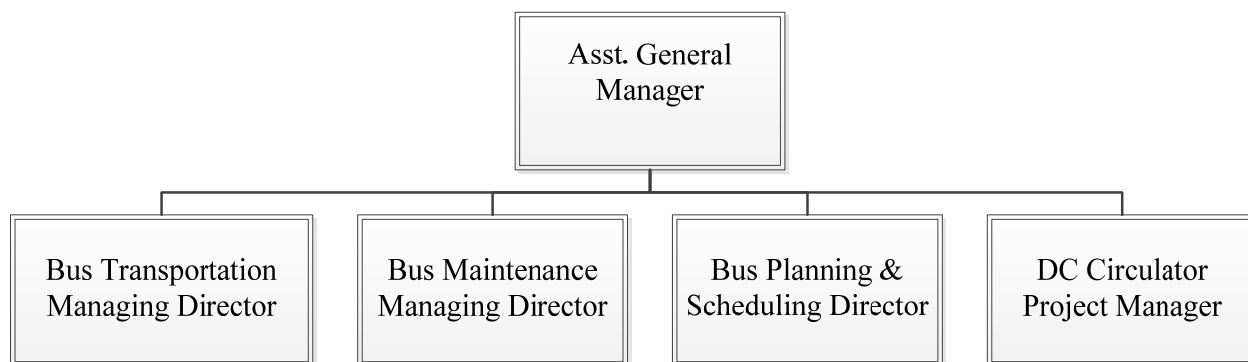 Asst. General
Manager
Bus Transportation
Managing Director
Bus Maintenance
Managing Director
Bus Planning &
Scheduling Director
DC Circulator
Project Manager